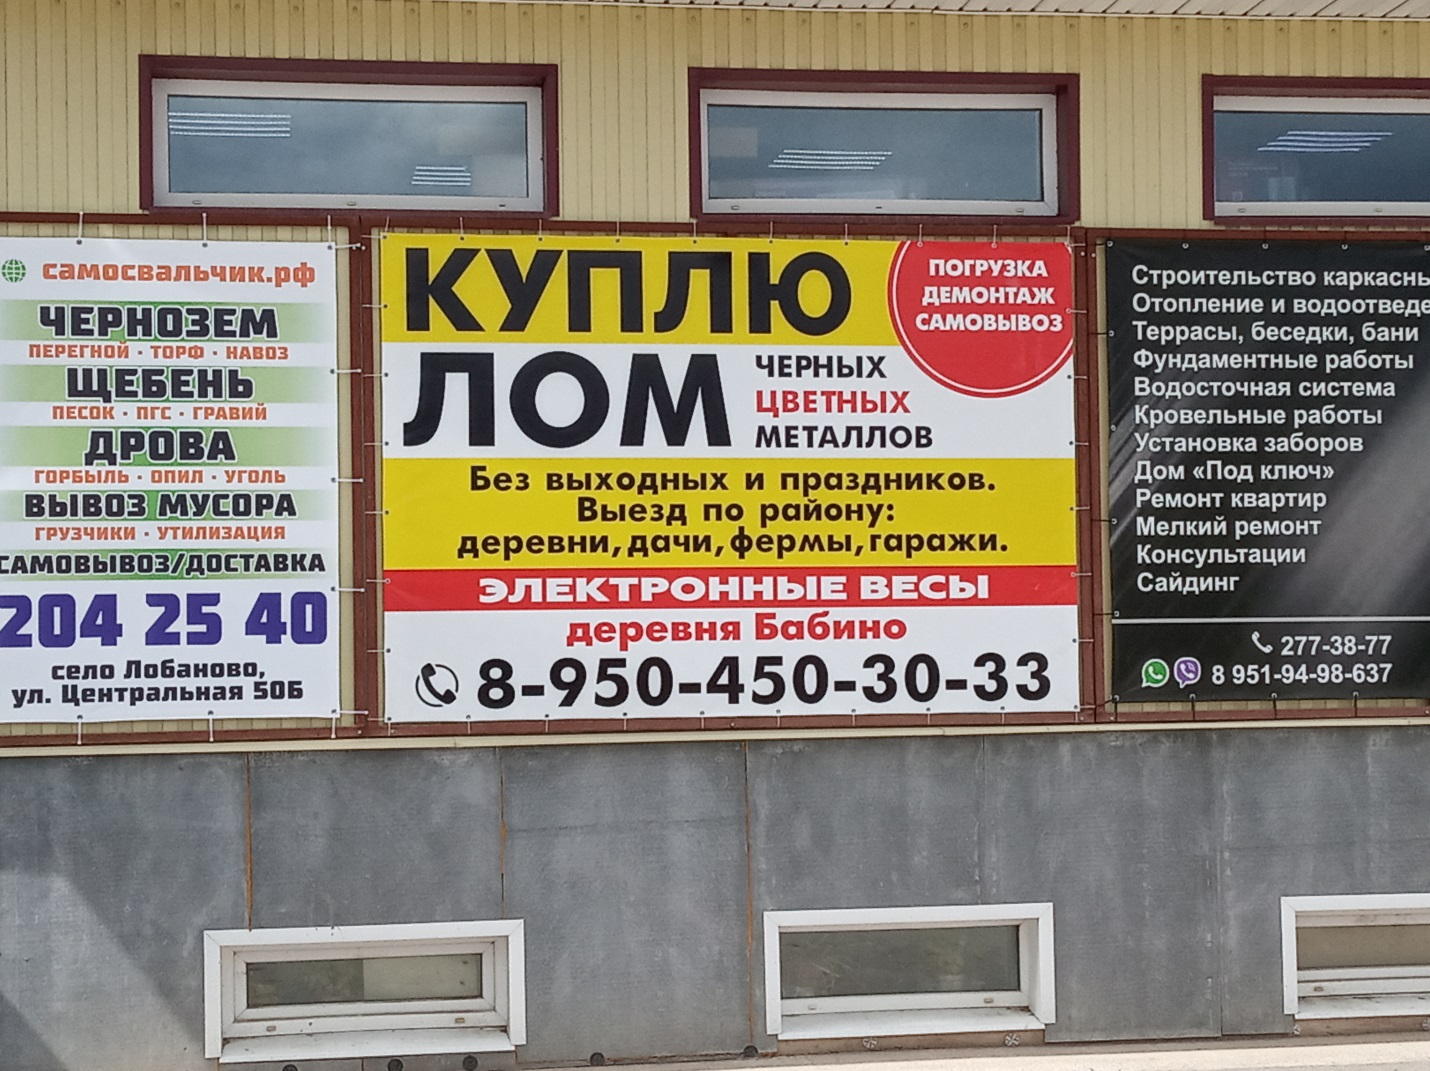 самосвальчик.рф
ЧЕРНОЗЕМ
ПЕРЕГНОЙ · ТОРФ · НАВОЗ
ЩЕБЕНЬ
ПЕСОК · ПГС · ГРАВИЙ
ДРОВА
ГОРБЫЛЬ · ОПИЛ · УГОЛЬ
ВЫВОЗ МУСОРА
ГРУЗЧИКИ · УТИЛИЗАЦИЯ
САМОВЫВОЗ/ДОСТАВКА
204 25 40
село Лобаново,
ул. Центральная 50Б
КУПЛЮ
ЛОМ
ЧЕРНЫХ
ЦВЕТНЫХ
МЕТАЛЛОВ
ПОГРУЗКА
ДЕМОНТАЖ
САМОВЫВОЗ
Без выходных и праздников.
Выезд по району:
деревни, дачи, фермы, гаражи.
ЭЛЕКТРОННЫЕ ВЕСЫ
деревня Бабино
8-950-450-30-33
Строительство
Отопление и
Террасы, беседки, бани
Фундаментные работы
Водосточная система
Кровельные работы
Установка заборов
Дом «Под ключ»
Ремонт квартир
Мелкий ремонт
Консультации
Сайдинг
277-38-77
8 951-94-98-637